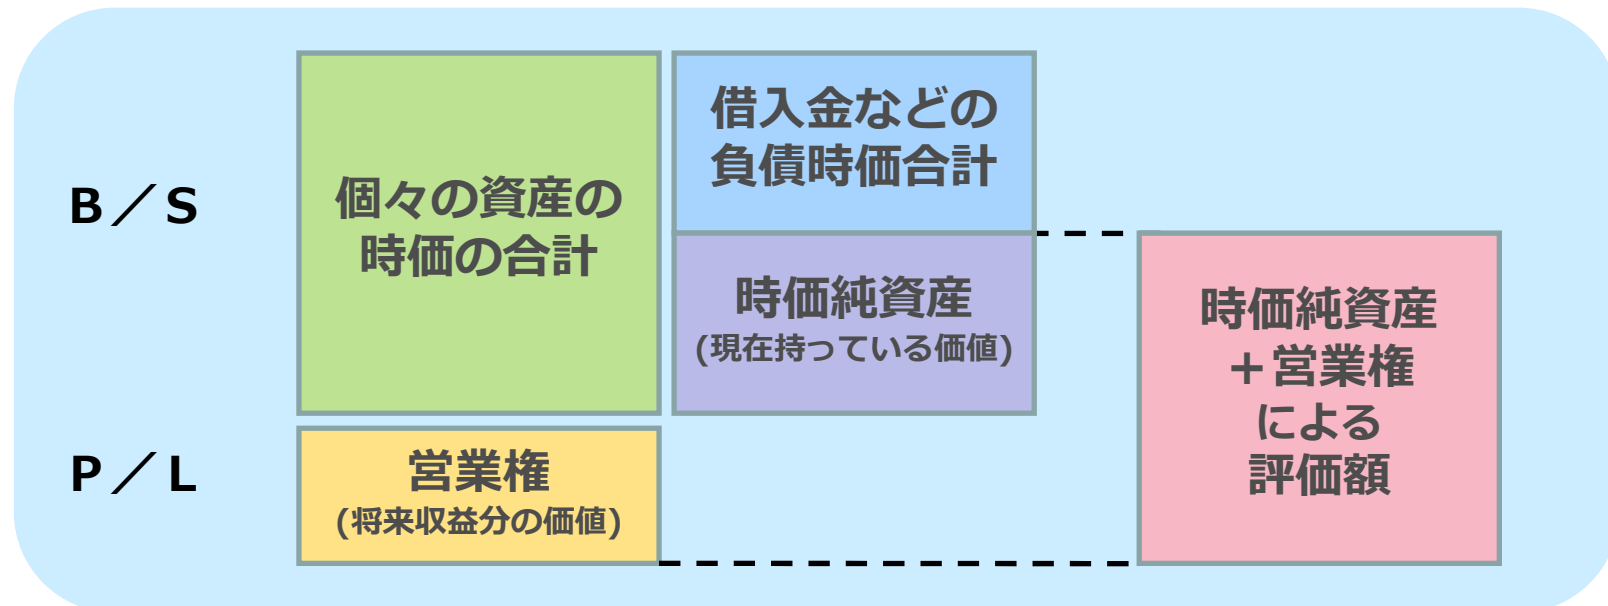 B／S
個々の資産の
時価の合計
借入金などの
負債時価合計
時価純資産
(現在持っている価値)
時価純資産
＋営業権
による
評価額
P／L
営業権
(将来収益分の価値)